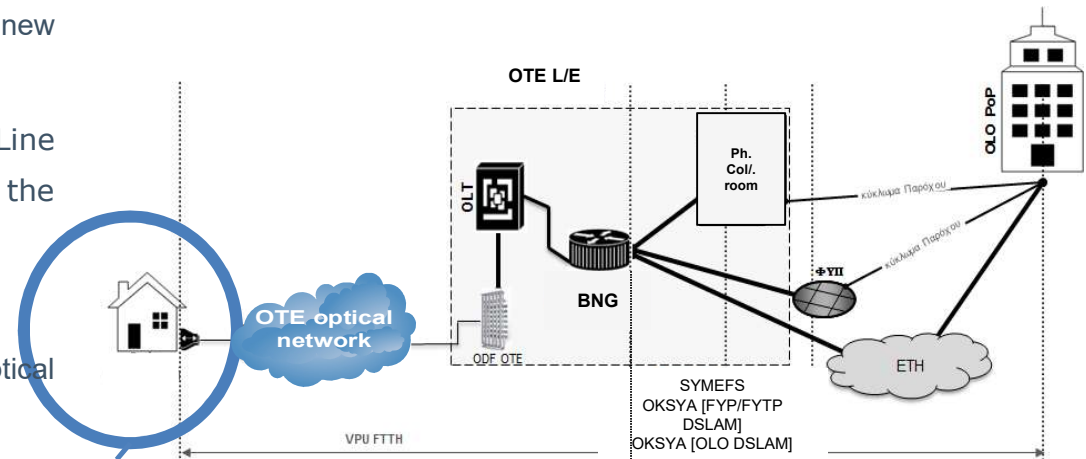 new
Line
the
ptical
OTE L/E
OLT
BNG
ODF OTE
OTE optical
network
Ph.
Col/.
room
κύκλωμα Παρόχου
κύκλωμα Παρόχου
ΦΥΠ
ETH
OLO PoP
SYMEFS
OKSYA [FYP/FYTP
DSLAM]
OKSYA [OLO DSLAM]
VPU FTTH